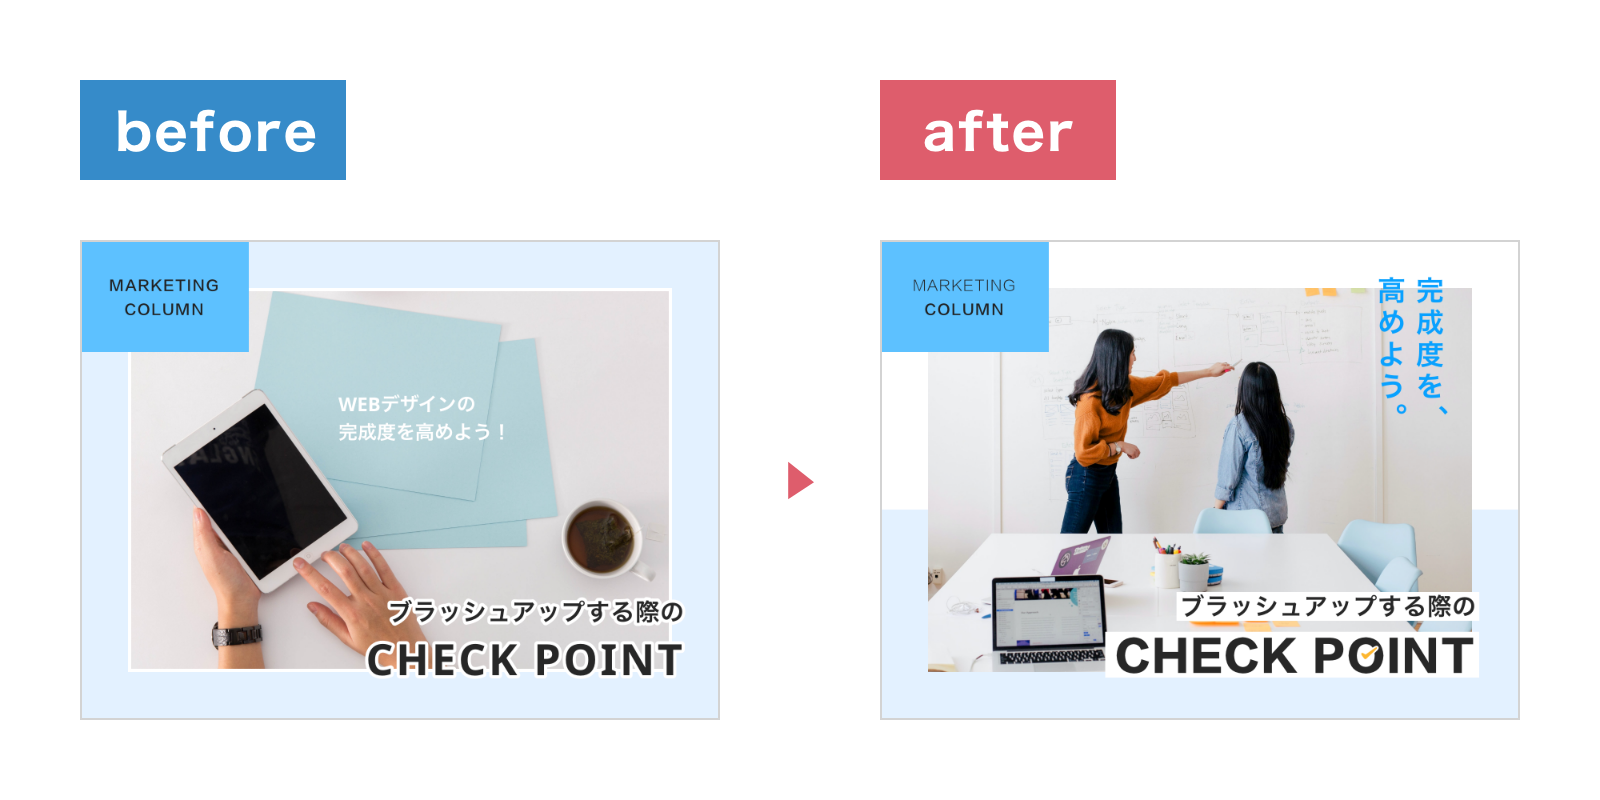 before
MARKETING
COLUMN
WEBデザインの
完成度を高めよう！
ブラッシュアップする際の
CHECK POINT
after
MARKETING
COLUMN
完成度を、
高めよう。
ブラッシュアップする際の
CHECK POINT